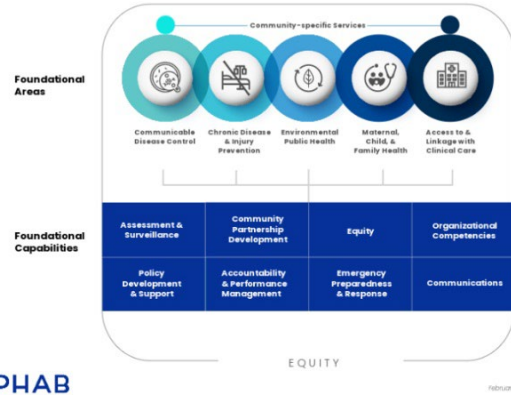 Community-specific Services
Foundational
Areas
Communicable
Disease Control
Chronic Disease
& Injury
Prevention
Environmental
Public Health
Maternal,
Child, &
Family Health
Access to &
Linkage with
Clinical Care
Foundational
Capabilities
Assessment &
Surveillance
Community
Partnership
Development
Equity
Organizational
Competencies
Policy
Development
& Support
Accountability
& Performance
Management
Emergency
Preparedness
& Response
Communications
EQUITY
PHAB